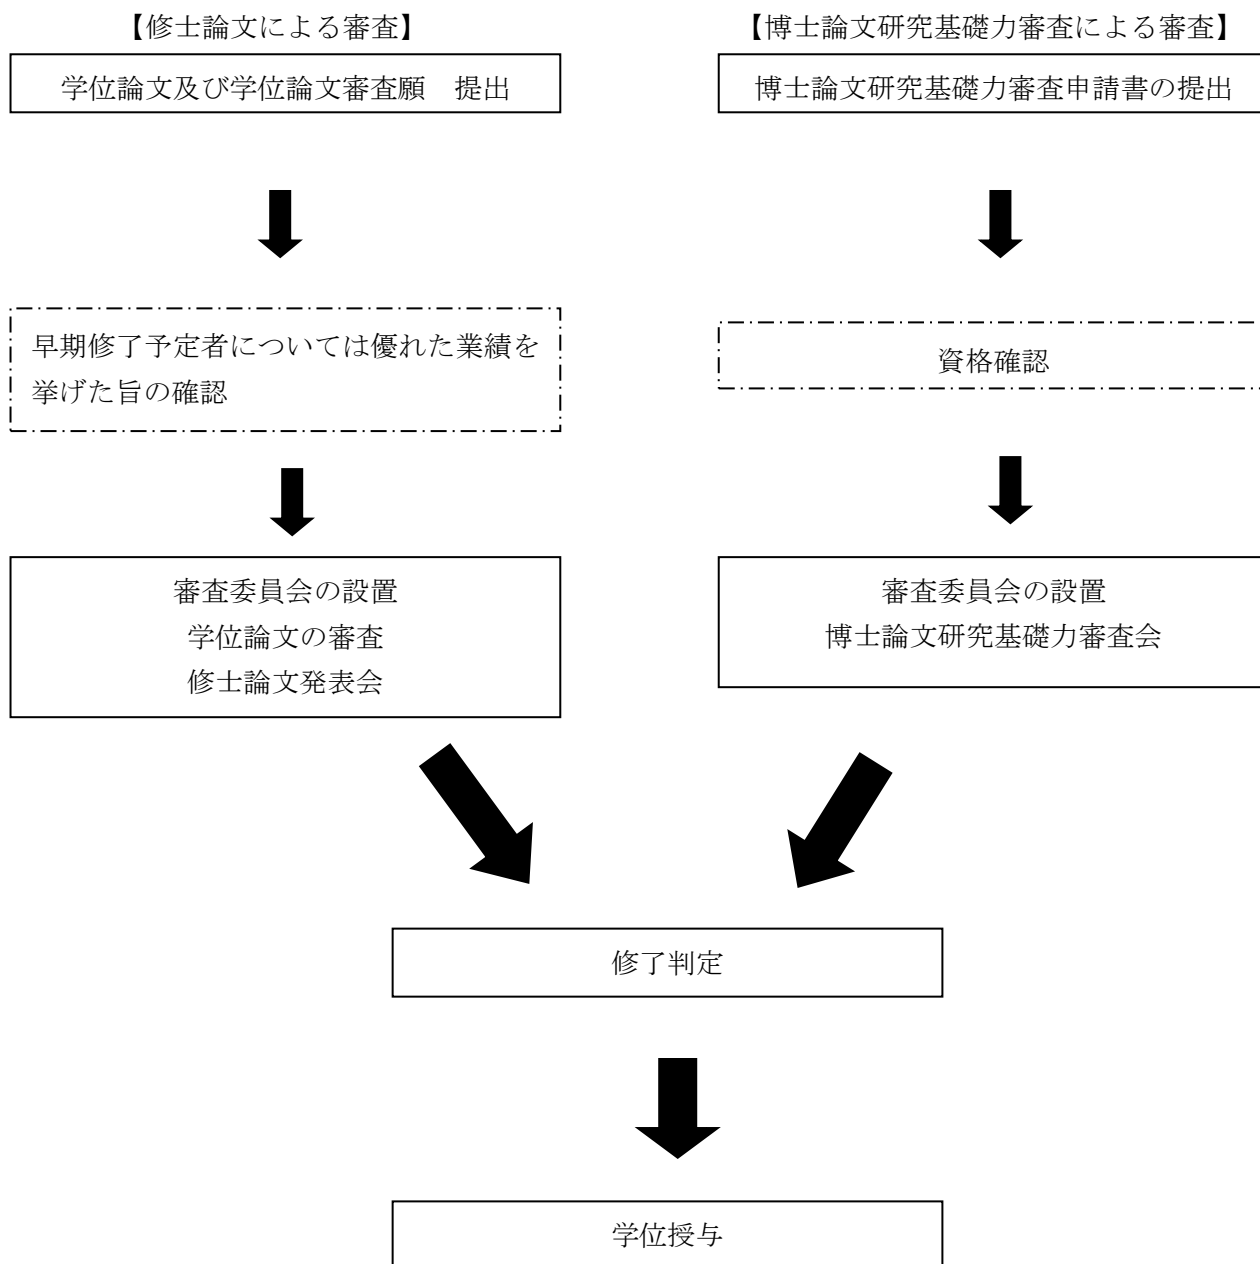 【修士論文による審査】
学位論文及び学位論文審査願　提出
早期修了予定者については優れた業績を
挙げた旨の確認
審査委員会の設置
学位論文の審査
修士論文発表会
【博士論文研究基礎力審査による審査】
博士論文研究基礎力審査申請書の提出
資格確認
審査委員会の設置
博士論文研究基礎力審査会
修了判定
学位授与